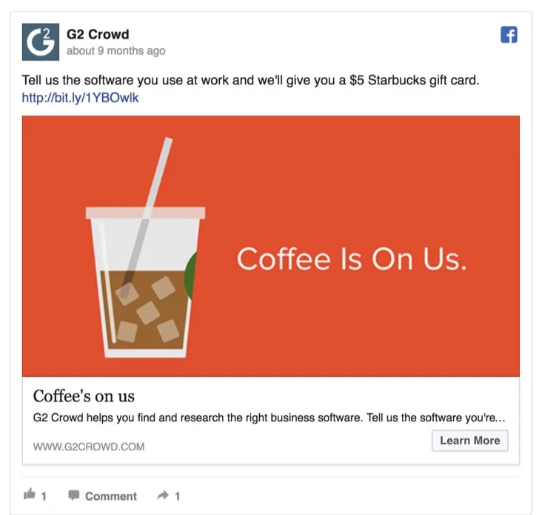 G2
G2 Crowd
about 9 months ago
Tell us the software you use at work and we'll give you a $5 Starbucks gift card.
http://bit.ly/1YBOwlk
Coffee Is On Us.
Coffee's on us
G2 Crowd helps you find and research the right business software. Tell us the software you're...
WWW.G2CROWD.COM
Learn More
1 Comment 1